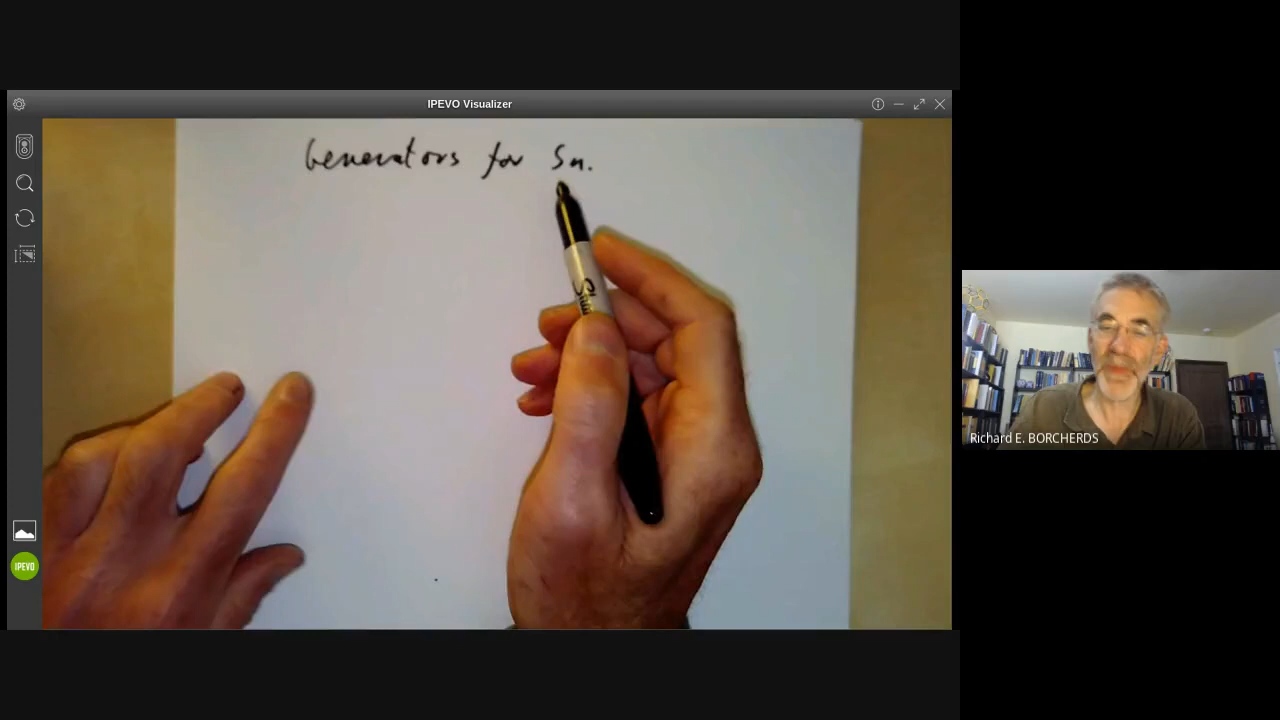 IPEVO Visualizer
Generators for Sn.
Richard E. BORCHERDS
IPEVO